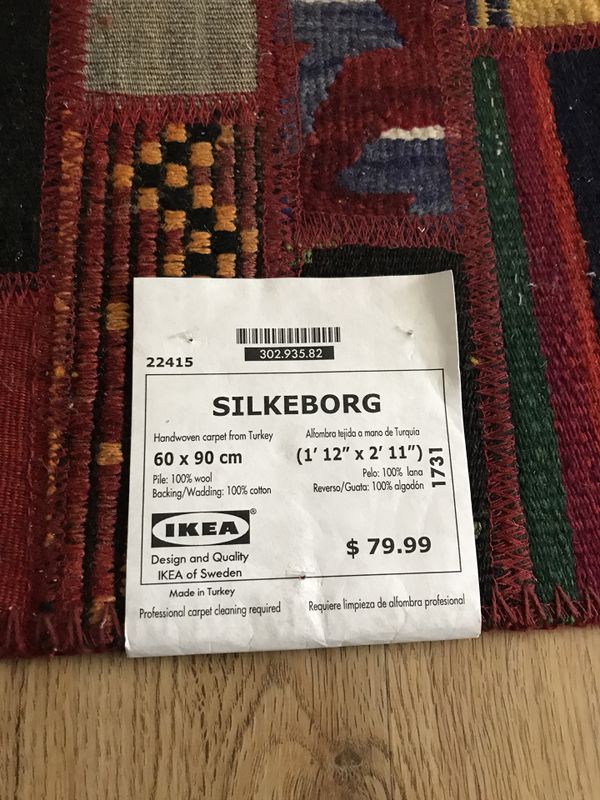 302.935.82
22415
SILKEBORG
Handwoven carpet from Turkey
60 x 90 cm
Pile: 100% wool
Backing/Wadding: 100% cotton
Alfombra tejida a mano de Turquia
(1' 12" x 2' 11")
Pelo: 100% lana
Reverso/Guata: 100% algodón
1731
IKEA®
Design and Quality
IKEA of Sweden
$ 79.99
Made in Turkey
Professional carpet cleaning required
Requiere limpieza de alfombra profesional